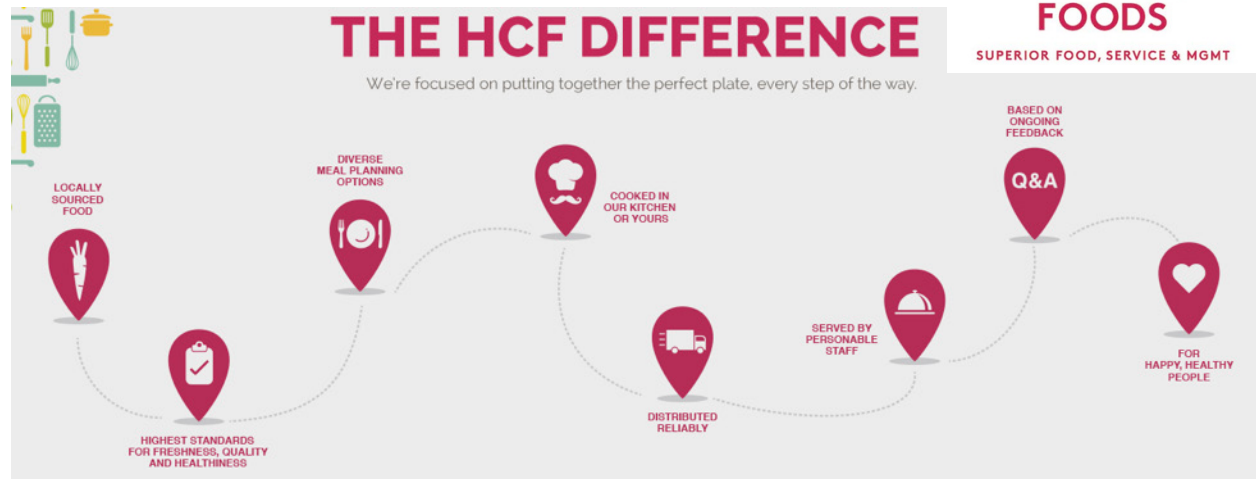 THE HCF DIFFERENCE
We're focused on putting together the perfect plate, every step of the way.
FOODS
SUPERIOR FOOD, SERVICE & MGMT
LOCALLY
SOURCED
FOOD
HIGHEST STANDARDS
FOR FRESHNESS, QUALITY
AND HEALTHINESS
DIVERSE
MEAL PLANNING
OPTIONS
COOKED IN
OUR KITCHEN
OR YOURS
DISTRIBUTED
RELIABLY
SERVED BY
PERSONABLE
STAFF
BASED ON
ONGOING
FEEDBACK
Q&A
FOR
HAPPY, HEALTHY
PEOPLE